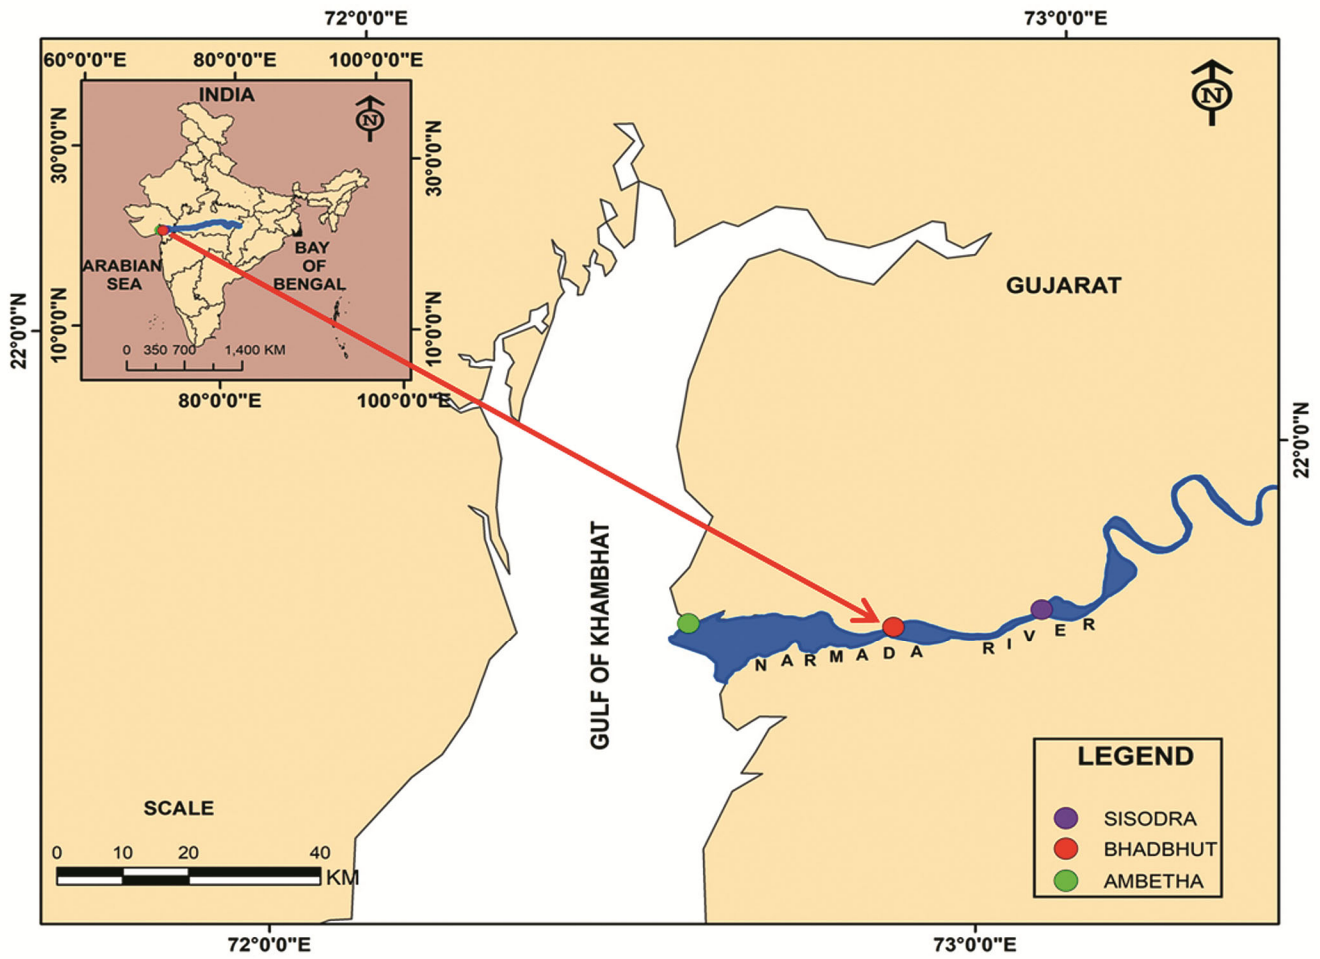 72°0'0"E
73°0'0"E
60°0'0"E
80°0'0"E
100°0'0"E
INDIA
N
N
30°0'0"N
30°0'0"N
ARABIAN
SEA
BAY
OF
BENGAL
GUJARAT
22°0'0"N
10°0'0"N
10°0'0"N
0 350 700 1,400 KM
80°0'0"E
100°0'0"E
22°0'0"N
GULF OF KHAMBHAT
NARMADA RIVER
LEGEND
SISODRA
BHADBHUT
AMBETHA
SCALE
0 10 20 40
KM
72°0'0"E
73°0'0"E